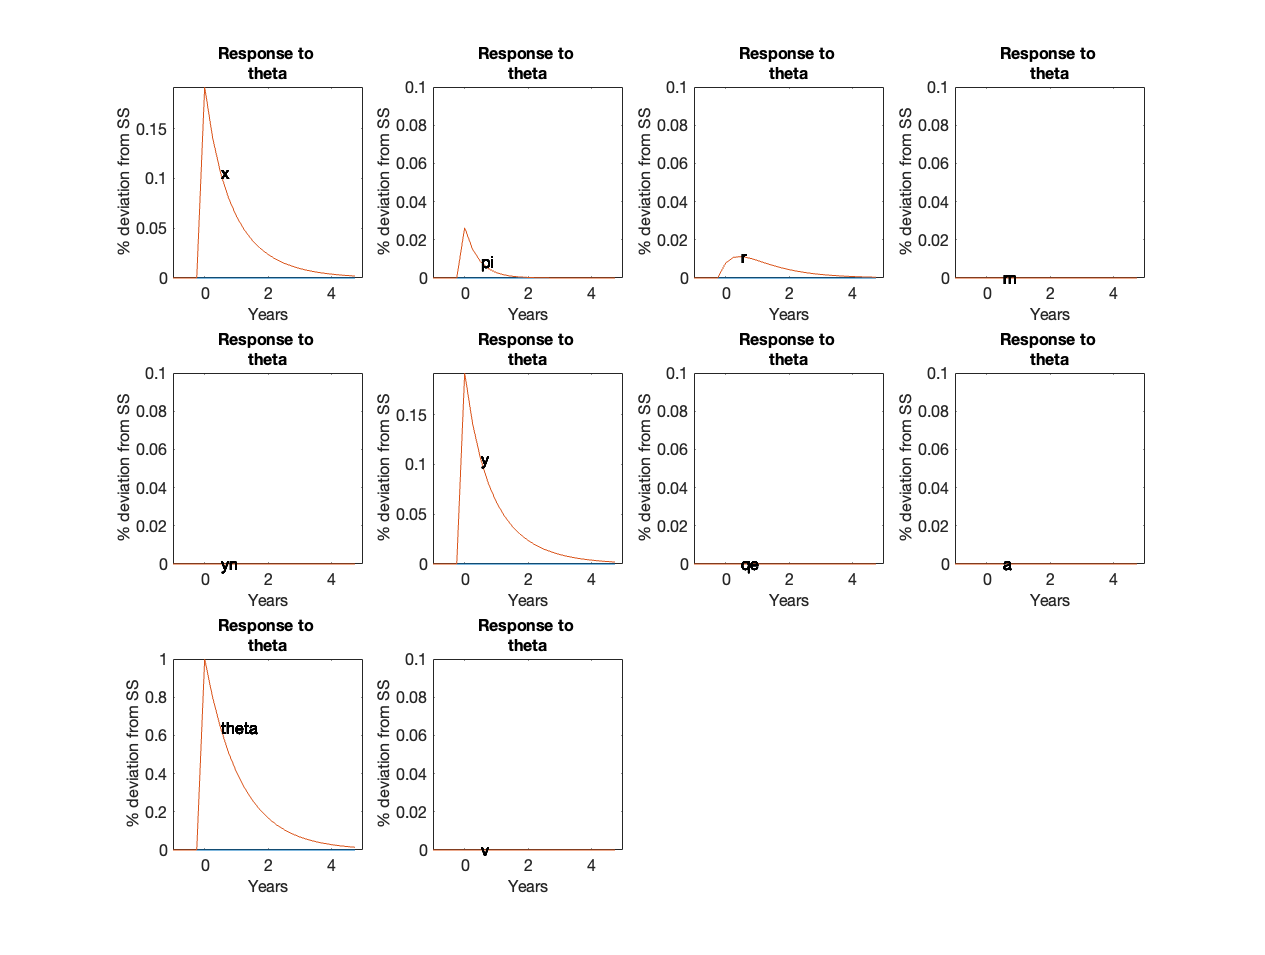 Response to
theta
% deviation from SS
0.15
0.1
0.05
0
x
0 2 4
Years
Response to
theta
% deviation from SS
0.1
0.08
0.06
0.04
0.02
0
pi
0 2 4
Years
Response to
theta
% deviation from SS
0.1
0.08
0.06
0.04
0.02
0
r
0 2 4
Years
Response to
theta
% deviation from SS
0.1
0.08
0.06
0.04
0.02
0
m
0 2 4
Years
Response to
theta
% deviation from SS
0.1
0.08
0.06
0.04
0.02
0
yn
0 2 4
Years
Response to
theta
% deviation from SS
0.15
0.1
0.05
0
y
0 2 4
Years
Response to
theta
% deviation from SS
0.1
0.08
0.06
0.04
0.02
0
qe
0 2 4
Years
Response to
theta
% deviation from SS
0.1
0.08
0.06
0.04
0.02
0
a
0 2 4
Years
Response to
theta
% deviation from SS
1
0.8
0.6
0.4
0.2
0
theta
0 2 4
Years
Response to
theta
% deviation from SS
0.1
0.08
0.06
0.04
0.02
0
v
0 2 4
Years